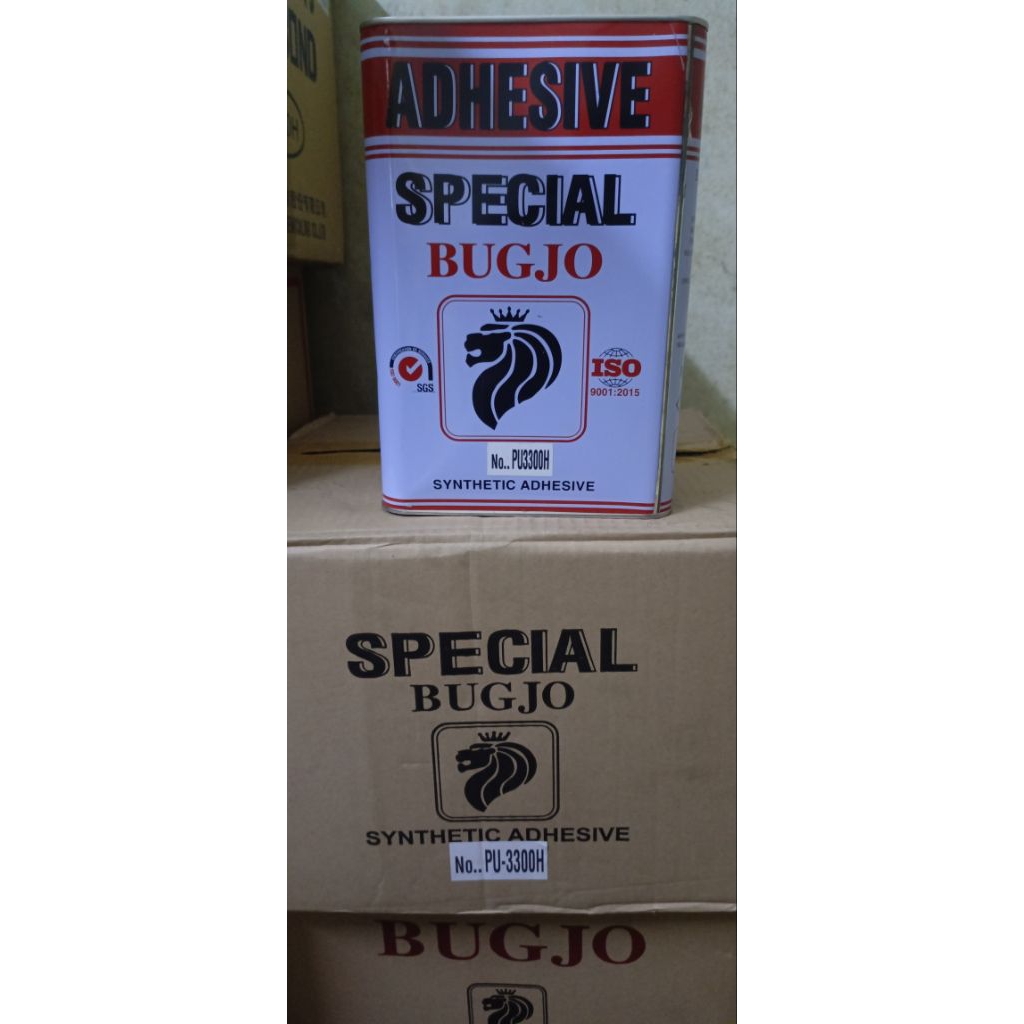 OND
ADHESIVE
SPECIAL
BUGJO
SGS
ISO
9001:2015
No.. PU3300H
SYNTHETIC ADHESIVE
SPECIAL
BUGJO
SYNTHETIC ADHESIVE
No.. PU-3300H
BUGJO